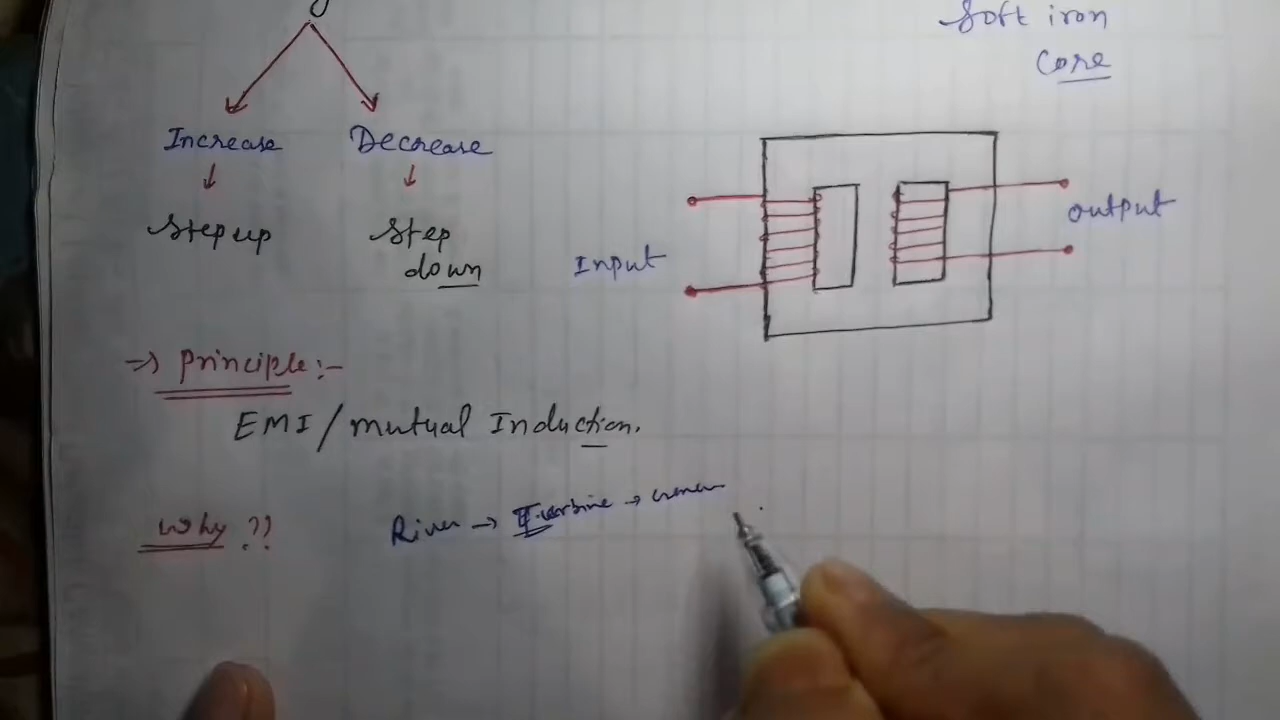 Soft iron
Core
Increase Decrease
Step up Step
down
Input
output
→ Principle:-
EMI/mutual Induction.
Why ??
River → Turbine →